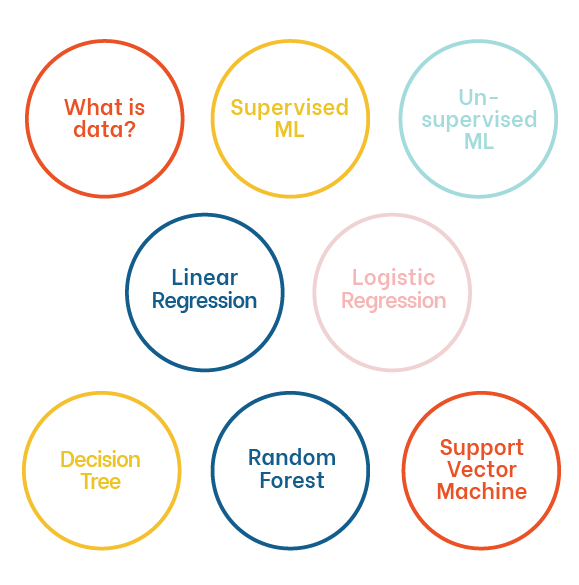 What is
data?
Supervised
ML
Un-
supervised
ML
Linear
Regression
Logistic
Regression
Decision
Tree
Random
Forest
Support
Vector
Machine